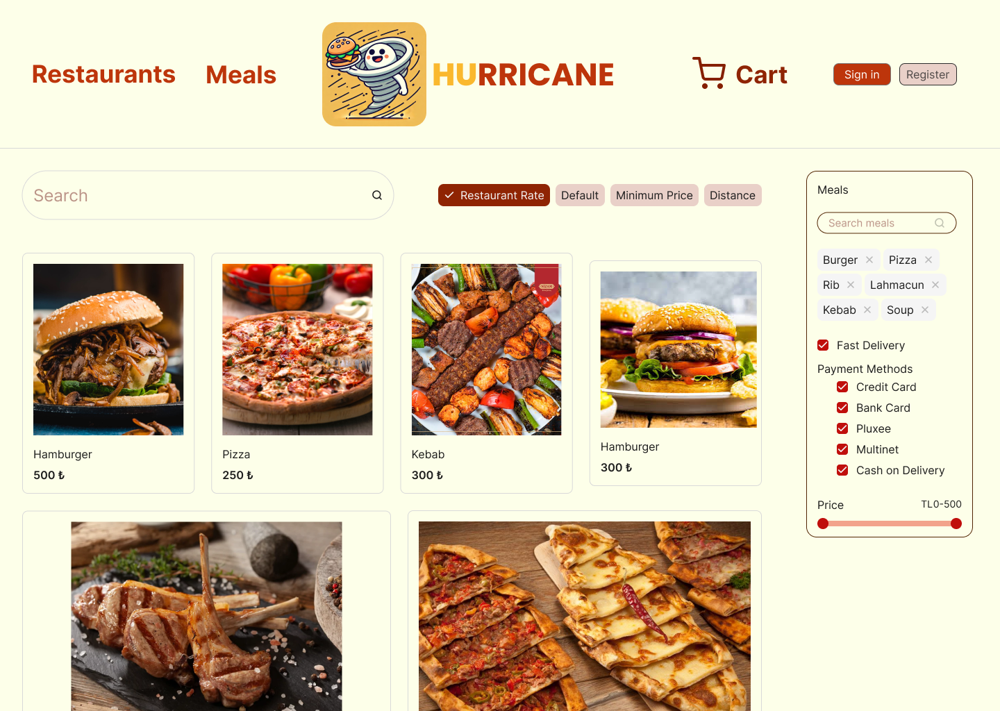 Restaurants
Meals
HURRICANE
Cart
Sign in
Register
Search
Restaurant Rate
Default
Minimum Price
Distance
Hamburger
500 ₺
Pizza
250 ₺
Kebab
300 ₺
Hamburger
300 ₺
Meals
Search meals
Burger
Pizza
Rib
Lahmacun
Kebab
Soup
Fast Delivery
Payment Methods
Credit Card
Bank Card
Pluxee
Multinet
Cash on Delivery
Price
TL0-500